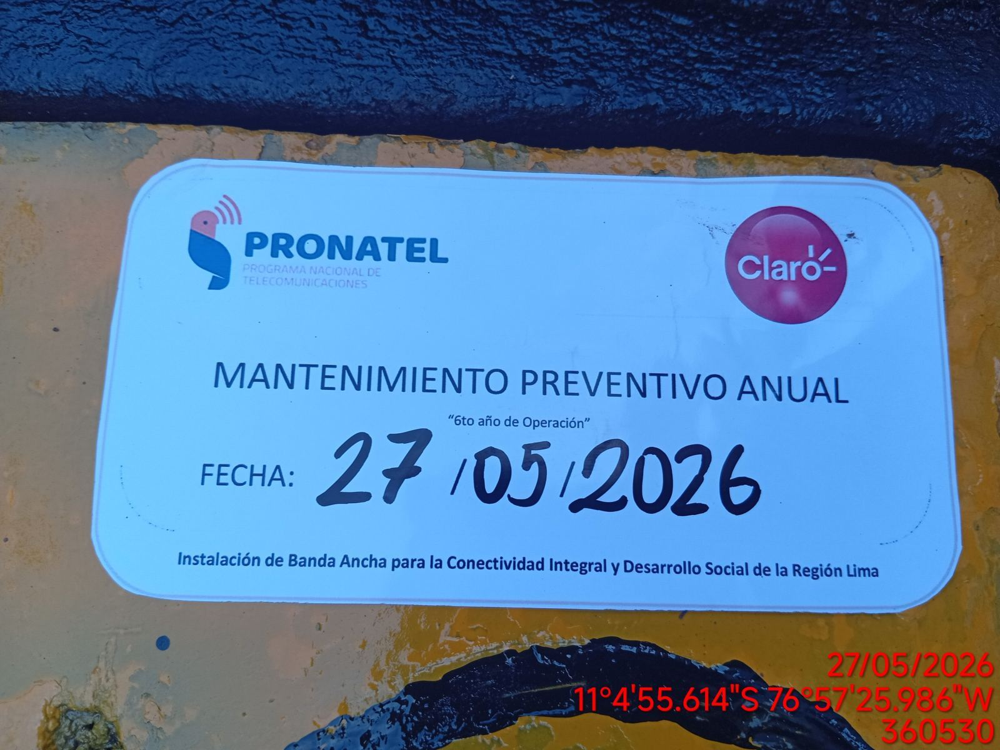 PRONATEL
PROGRAMA NACIONAL DE
TELECOMUNICACIONES
Claro
MANTENIMIENTO PREVENTIVO ANUAL
“6to año de Operación”
FECHA: 27/05/2026
Instalación de Banda Ancha para la Conectividad Integral y Desarrollo Social de la Región Lima
27/05/2026
11°4'55.614"S 76°57'25.986"W
360530